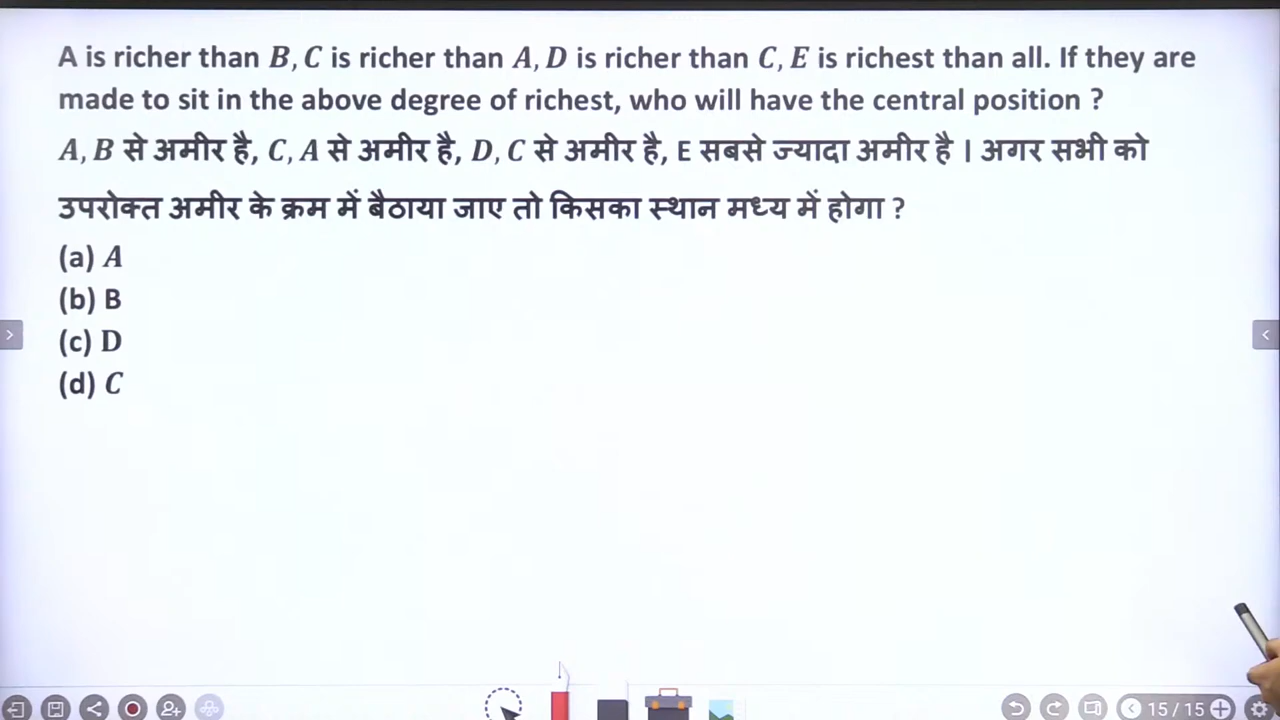 A is richer than B, C is richer than A, D is richer than C, E is richest than all. If they are
made to sit in the above degree of richest, who will have the central position ?
A, B से अमीर है, C, A से अमीर है, D, C से अमीर है, E सबसे ज्यादा अमीर है । अगर सभी को
उपरोक्त अमीर के क्रम में बैठाया जाए तो किसका स्थान मध्य में होगा ?
(a) A
(b) B
(c) D
(d) C
15 / 15